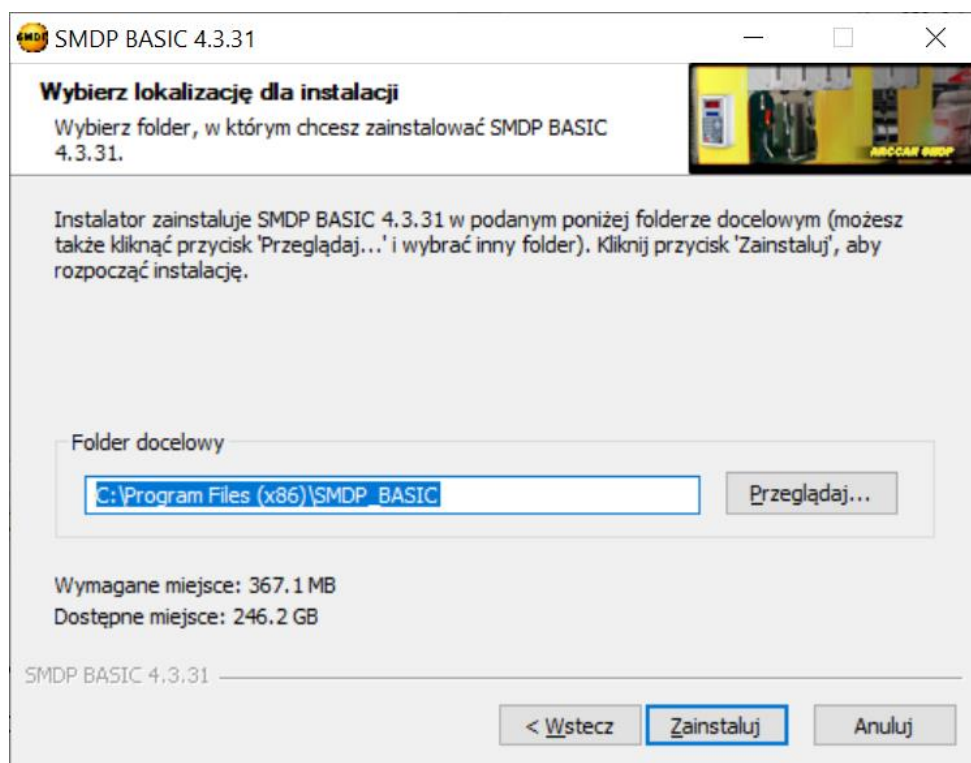 SMDP
SMDP BASIC 4.3.31
Wybierz lokalizację dla instalacji
Wybierz folder, w którym chcesz zainstalować SMDP BASIC
4.3.31.
ARCCAR SMDP
Instalator zainstaluje SMDP BASIC 4.3.31 w podanym poniżej folderze docelowym (możesz
także kliknąć przycisk 'Przeglądaj...' i wybrać inny folder). Kliknij przycisk 'Zainstaluj', aby
rozpocząć instalację.
Folder docelowy
C:\Program Files (x86)\SMDP_BASIC
Przeglądaj...
Wymagane miejsce: 367.1 MB
Dostępne miejsce: 246.2 GB
SMDP BASIC 4.3.31
< Wstecz
Zainstaluj
Anuluj